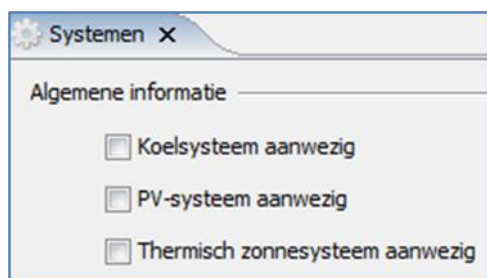 Systemen X
Algemene informatie
Koelsysteem aanwezig
PV-systeem aanwezig
Thermisch zonnesysteem aanwezig